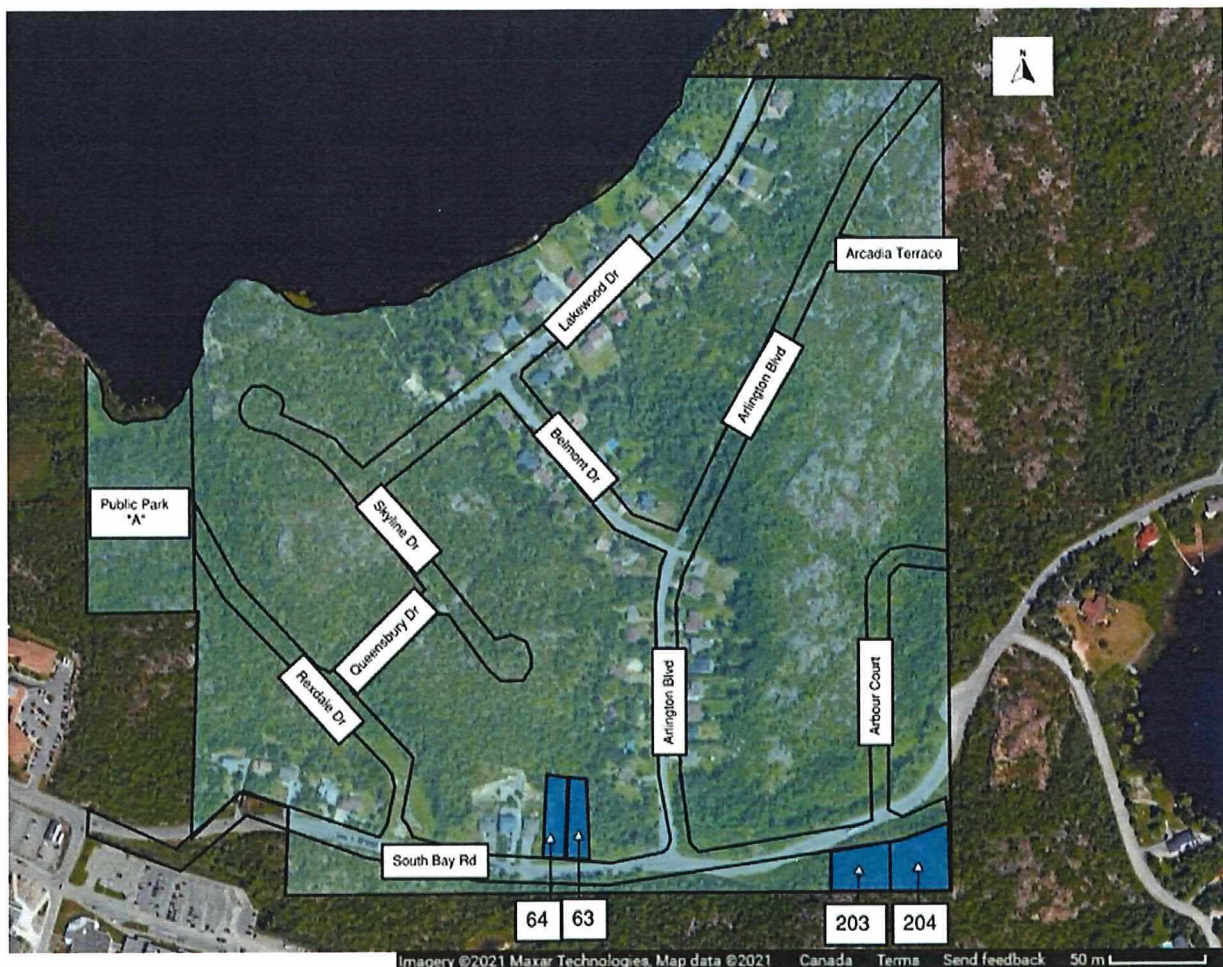 N
Arcadia Terrace
Lakewood Dr
Arlington Blvd
Belmont Dr
Public Park
"A"
Skyline Dr
Queensbury Dr
Rexdale Dr
Arlington Blvd
Arbour Court
South Bay Rd
64
63
203
204
Imagery ©2021 Maxar Technologies, Map data ©2021 Canada Terms Send feedback 50 m